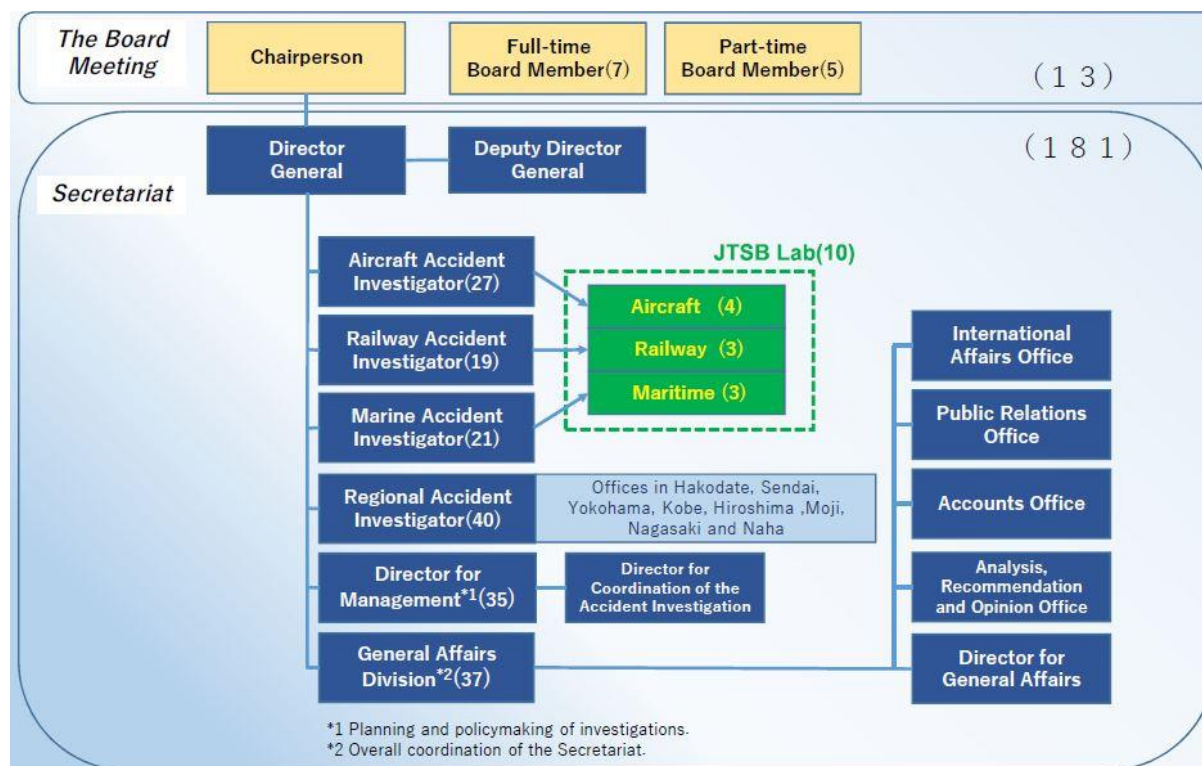 The Board
Meeting
Chairperson
Full-time
Board Member(7)
Part-time
Board Member(5)
(13)
Secretariat
(181)
Director
General
Deputy Director
General
Aircraft Accident
Investigator(27)
Railway Accident
Investigator(19)
Marine Accident
Investigator(21)
JTSB Lab(10)
Aircraft (4)
Railway (3)
Maritime (3)
Regional Accident
Investigator(40)
Offices in Hakodate, Sendai,
Yokohama, Kobe, Hiroshima ,Moji,
Nagasaki and Naha
Director for
Management*1(35)
Director for
Coordination of the
Accident Investigation
General Affairs
Division*2(37)
International
Affairs Office
Public Relations
Office
Accounts Office
Analysis,
Recommendation
and Opinion Office
Director for
General Affairs
*1 Planning and policymaking of investigations.
*2 Overall coordination of the Secretariat.